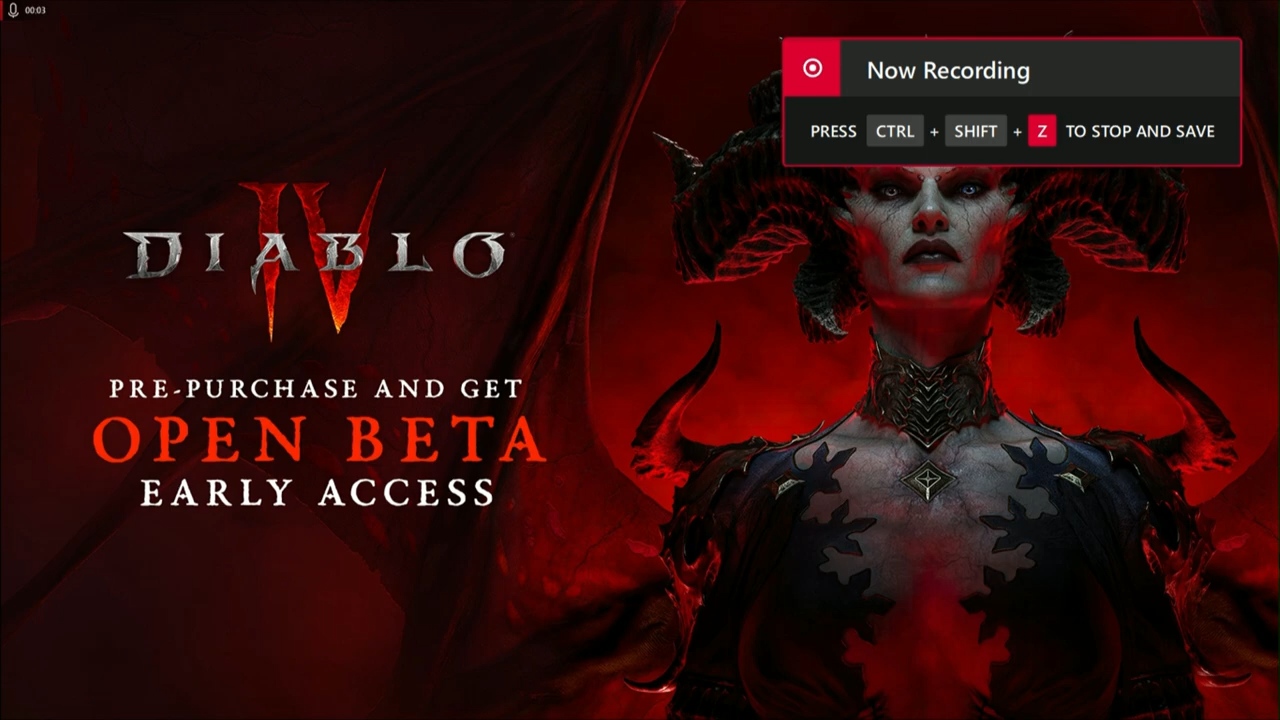 00:03
Now Recording
PRESS CTRL + SHIFT + Z TO STOP AND SAVE
DIABLO
IV
PRE-PURCHASE AND GET
OPEN BETA
EARLY ACCESS